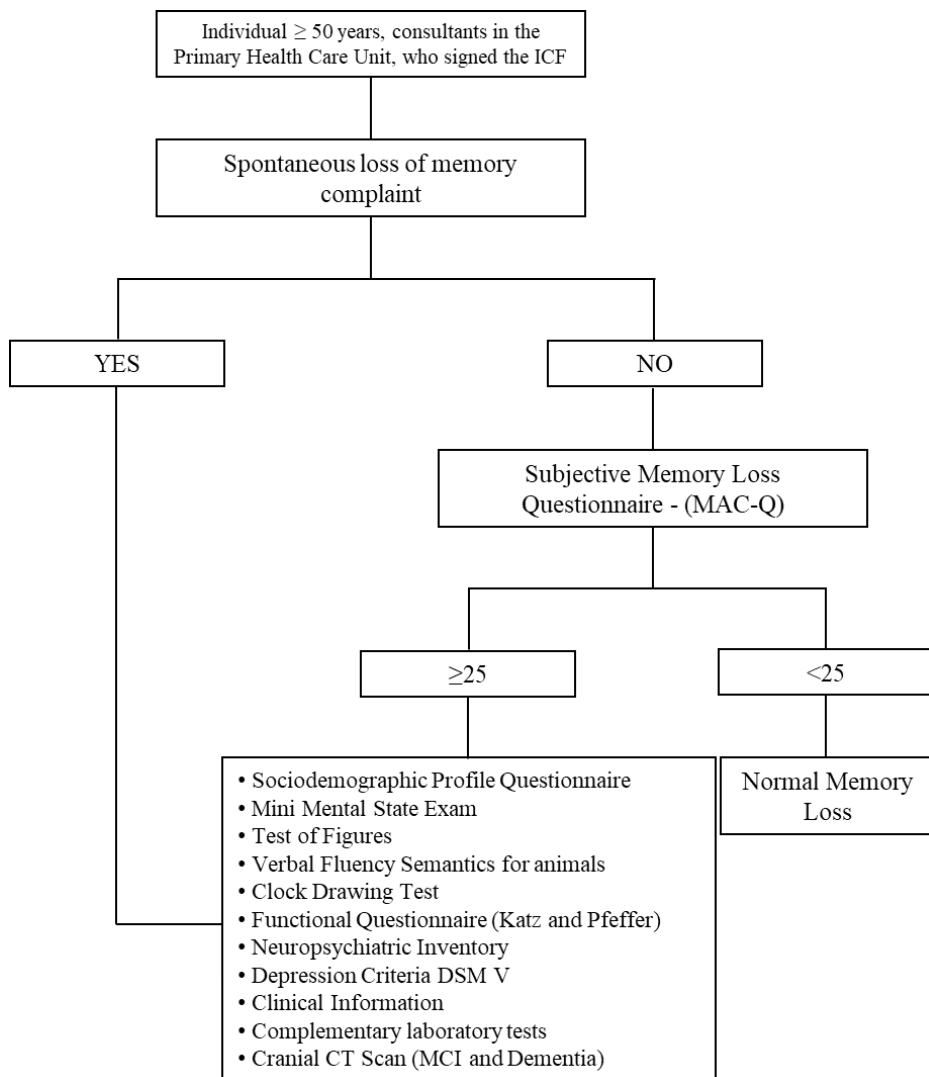 Individual ≥ 50 years, consultants in the
Primary Health Care Unit, who signed the ICF
Spontaneous loss of memory
complaint
YES
NO
Subjective Memory Loss
Questionnaire - (MAC-Q)
≥25
<25
• Sociodemographic Profile Questionnaire
• Mini Mental State Exam
• Test of Figures
• Verbal Fluency Semantics for animals
• Clock Drawing Test
• Functional Questionnaire (Katz and Pfeffer)
• Neuropsychiatric Inventory
• Depression Criteria DSM V
• Clinical Information
• Complementary laboratory tests
• Cranial CT Scan (MCI and Dementia)
Normal Memory
Loss